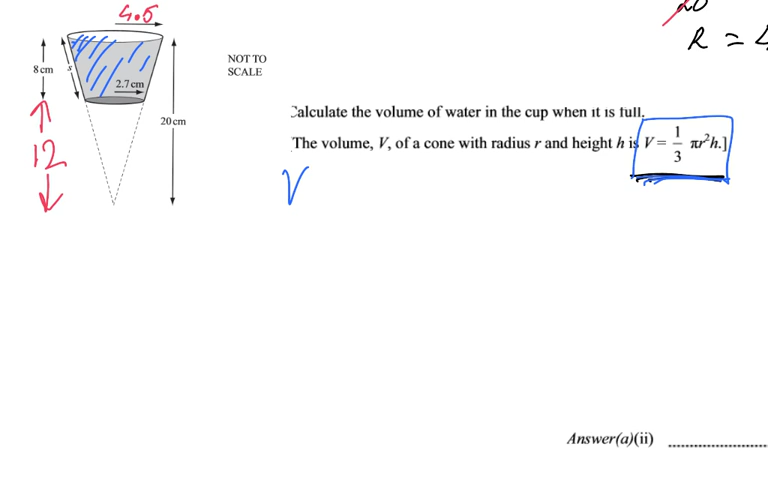 4.5
20
R = 4
8 cm
s
NOT TO
SCALE
2.7 cm
Calculate the volume of water in the cup when it is full.
20 cm
12
[The volume, V, of a cone with radius r and height h is V = 1/3 πr²h.]
V
Answer(a)(ii) ....................